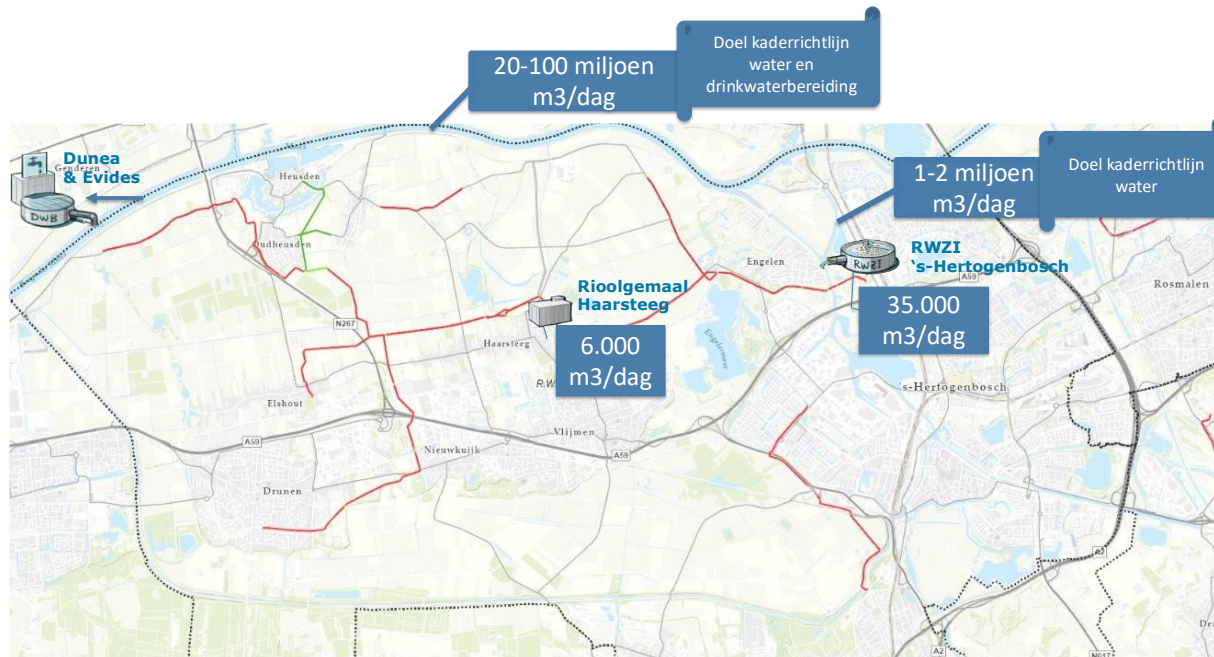 20-100 miljoen
m3/dag
Doel kaderrichtlijn
water en
drinkwaterbereiding
1-2 miljoen
m3/dag
Doel kaderrichtlijn
water
Dunea
& Evides
Genderen
DWB
Heusden
Oudheusden
Engelen
RWZI
RWZI
's-Hertogenbosch
A59
Rosmalen
Rioolgemaal
Haarsteeg
35.000
m3/dag
N267
Haarsteeg
6.000
m3/dag
Engelermeer
's-Hertogenbosch
Elshout
Vlijmen
A59
Nieuwkuijk
A59
Drunen
A2
A2
N617